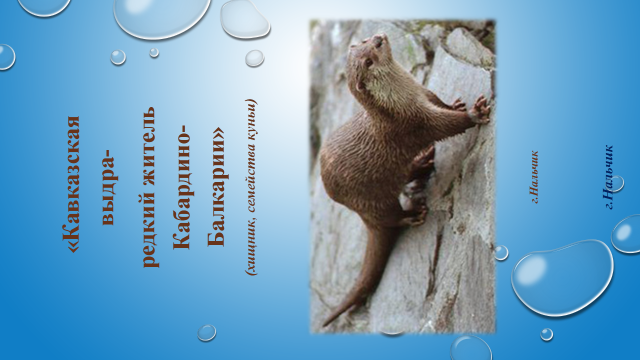 «Кавказская
выдра-
редкий житель
Кабардино-
Балкарии»
(хищник, семейства куньи)
г.Нальчик
г.Нальчик